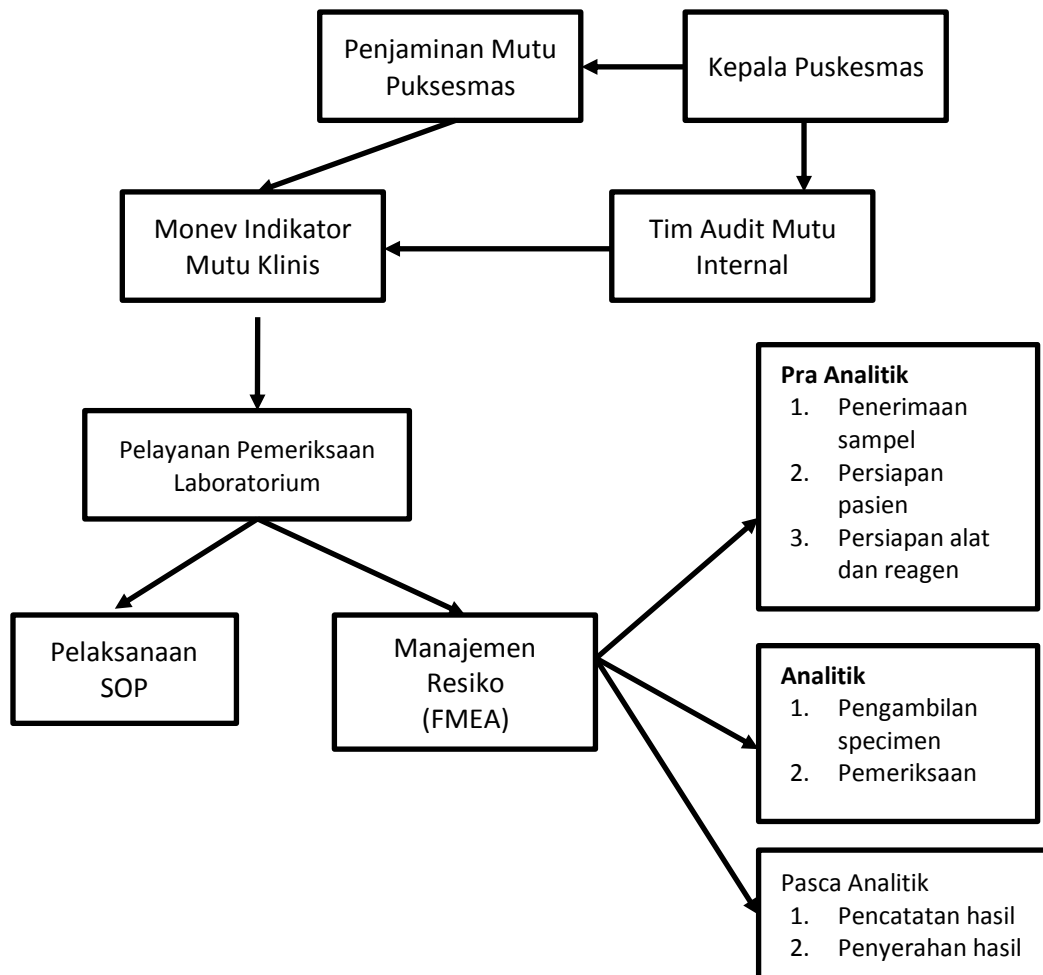 Penjaminan Mutu
Puksesmas
Kepala Puskesmas
Monev Indikator
Mutu Klinis
Tim Audit Mutu
Internal
Pelayanan Pemeriksaan
Laboratorium
Pelaksanaan
SOP
Manajemen
Resiko
(FMEA)
Pra Analitik
1. Penerimaan
sampel
2. Persiapan
pasien
3. Persiapan alat
dan reagen
Analitik
1. Pengambilan
specimen
2. Pemeriksaan
Pasca Analitik
1. Pencatatan hasil
2. Penyerahan hasil